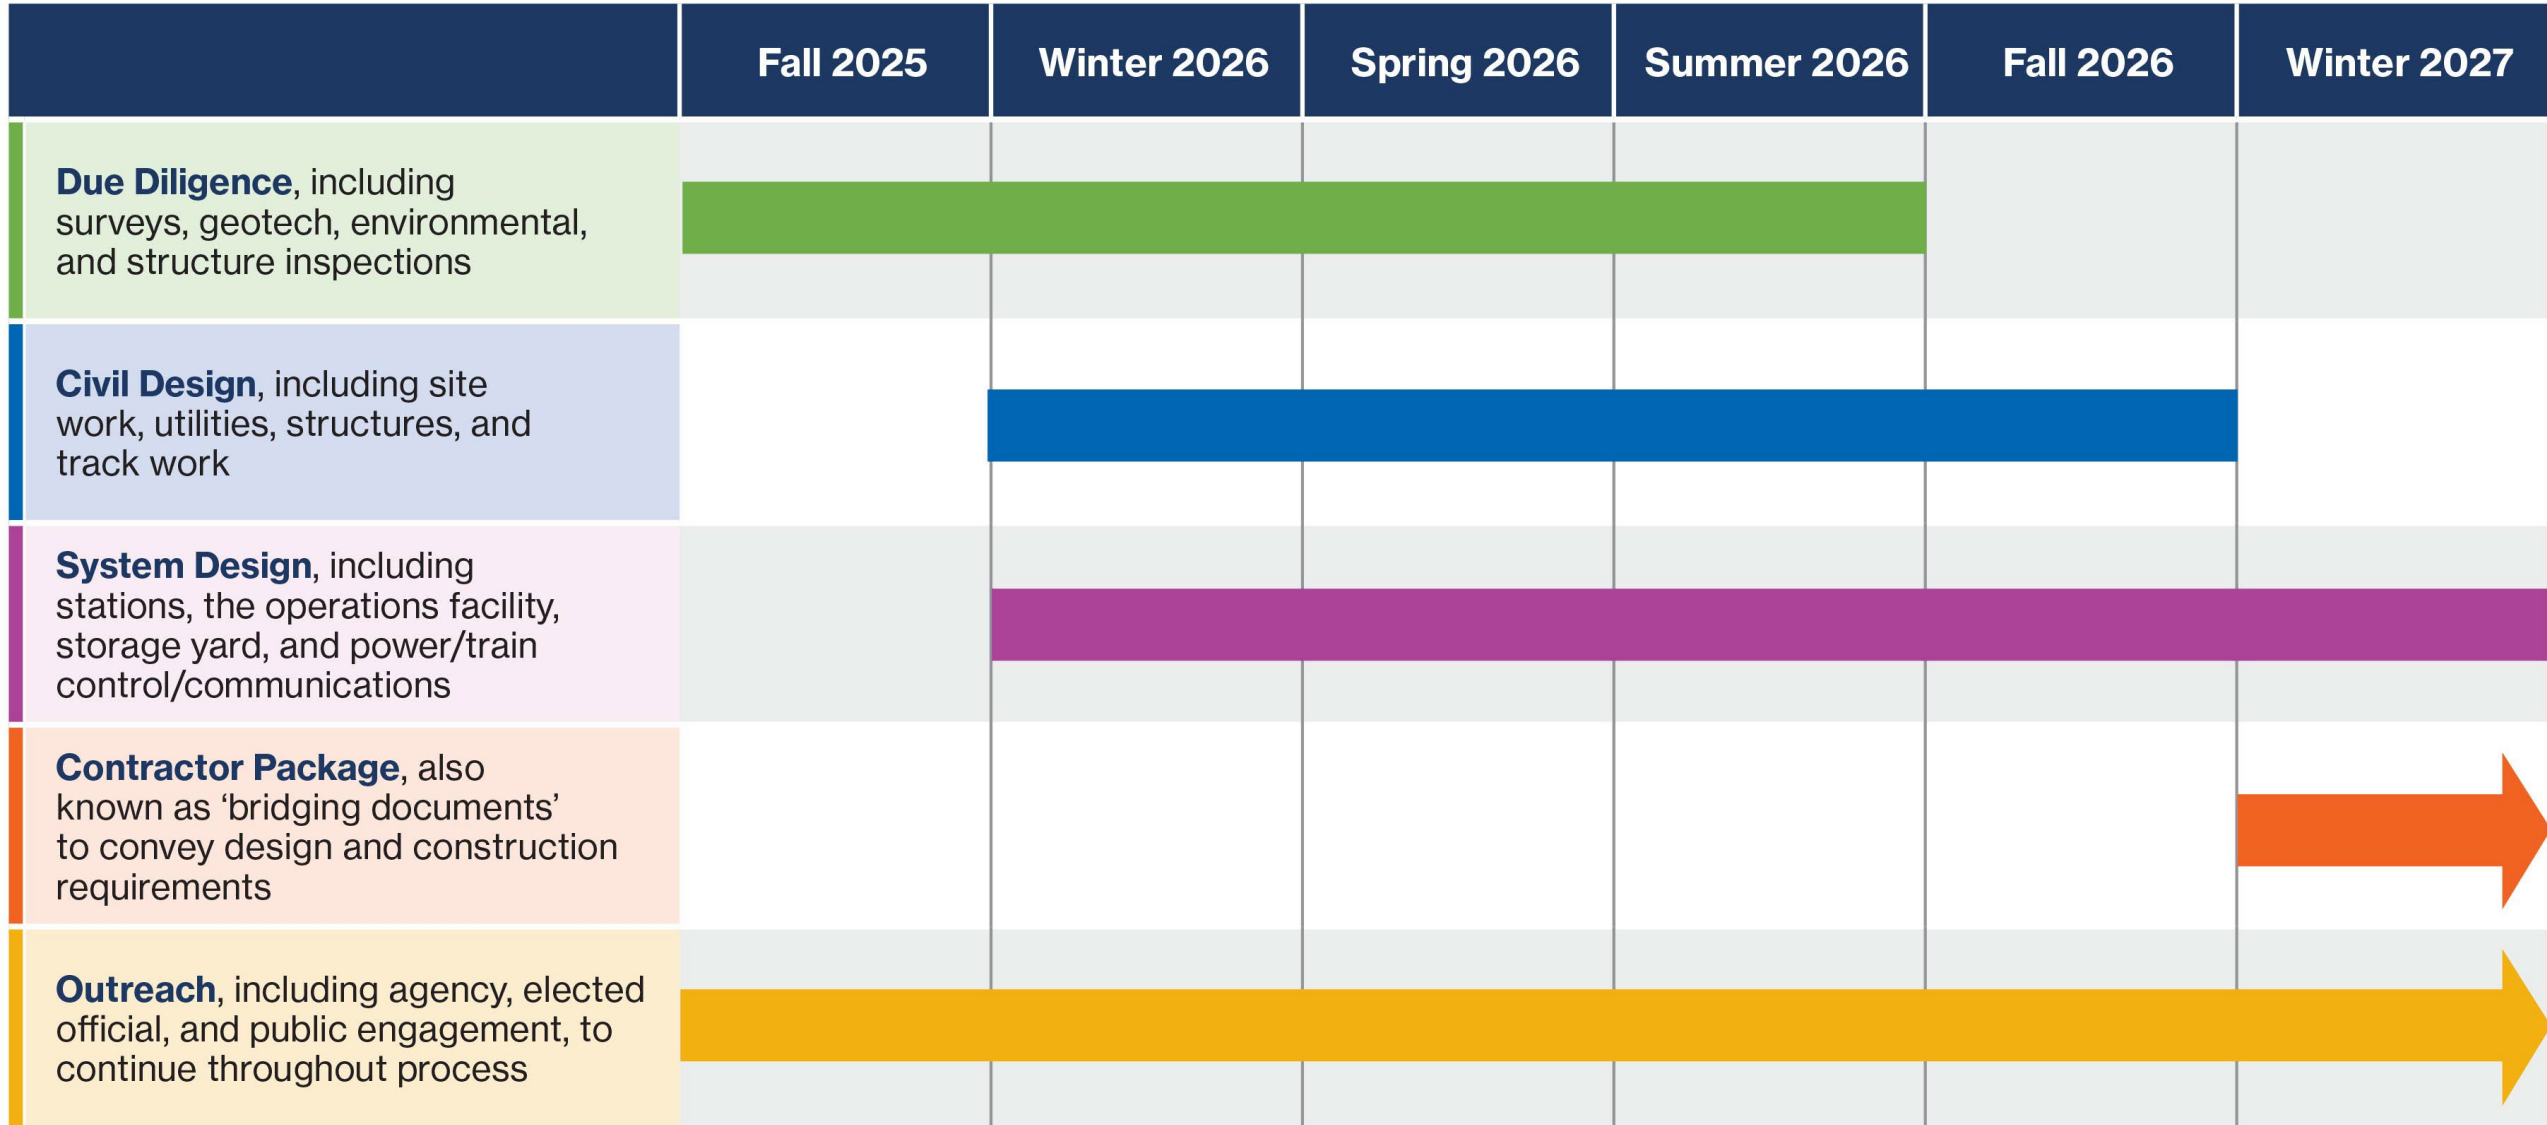 Fall 2025 Winter 2026 Spring 2026 Summer 2026 Fall 2026 Winter 2027
Due Diligence, including
surveys, geotech, environmental,
and structure inspections
Civil Design, including site
work, utilities, structures, and
track work
System Design, including
stations, the operations facility,
storage yard, and power/train
control/communications
Contractor Package, also
known as ‘bridging documents’
to convey design and construction
requirements
Outreach, including agency, elected
official, and public engagement, to
continue throughout process